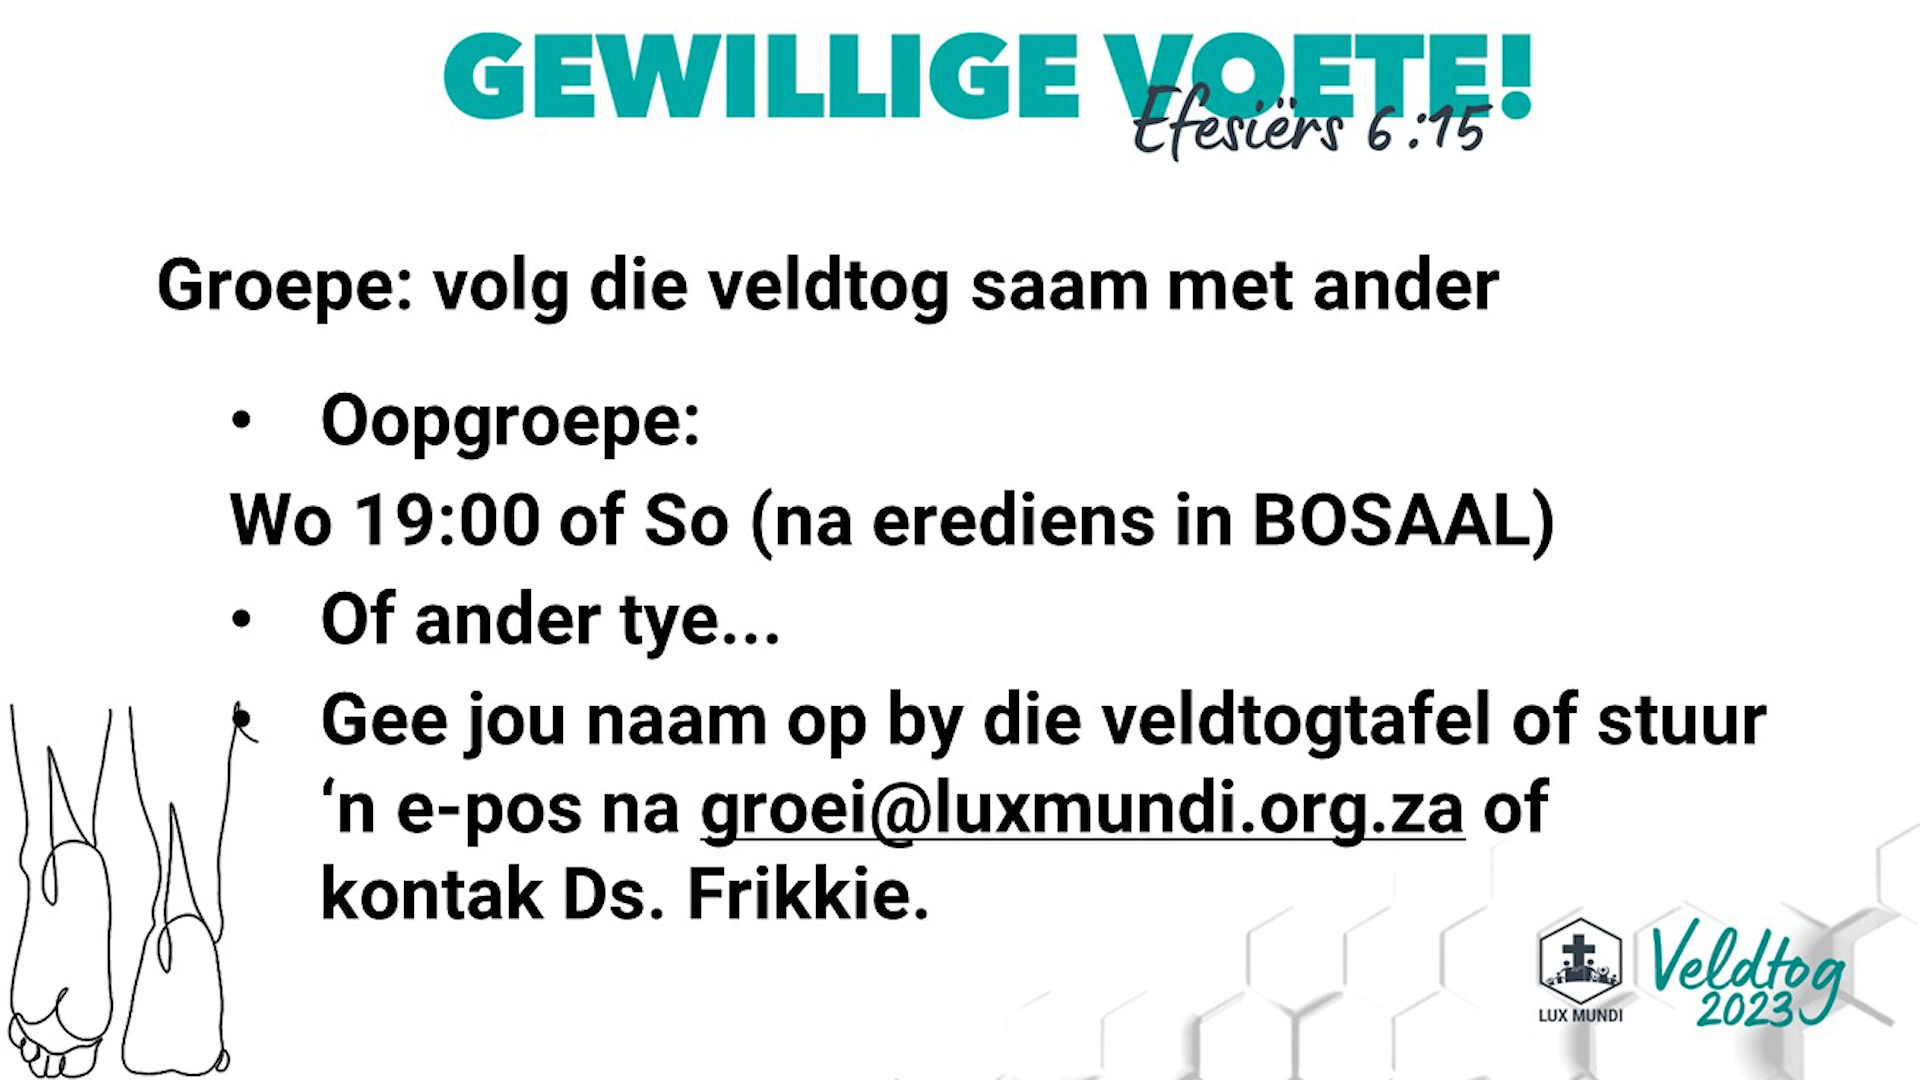 GEWILLIGE VOETE!
Efesiërs 6:15
Groepe: volg die veldtog saam met ander
• Oopgroepe:
Wo 19:00 of So (na erediens in BOSAAL)
• Of ander tye...
• Gee jou naam op by die veldtogtafel of stuur
‘n e-pos na groei@luxmundi.org.za of
kontak Ds. Frikkie.
LUX MUNDI
Veldtog
2023